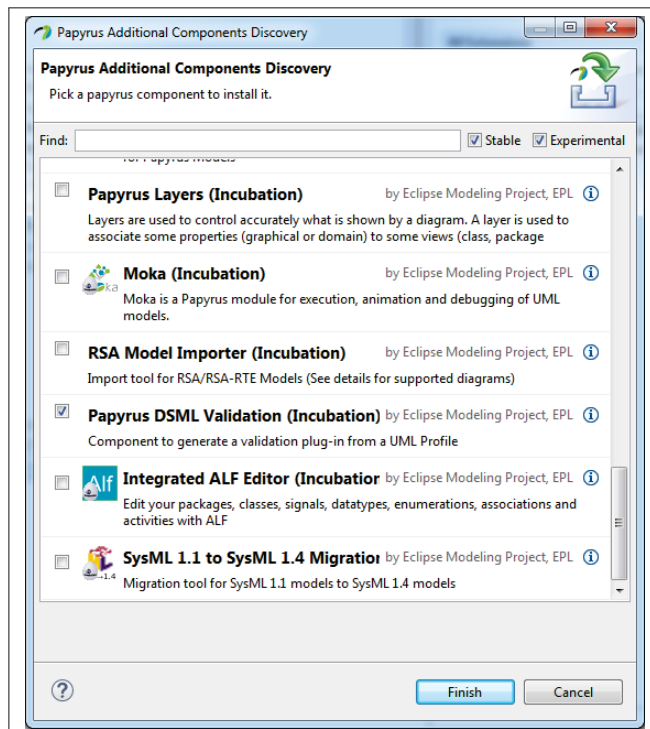 Papyrus Additional Components Discovery
Papyrus Additional Components Discovery
Pick a papyrus component to install it.
Find:
Stable
Experimental
for Papyrus Models
Papyrus Layers (Incubation) by Eclipse Modeling Project, EPL
Layers are used to control accurately what is shown by a diagram. A layer is used to
associate some properties (graphical or domain) to some views (class, package
Moka (Incubation) by Eclipse Modeling Project, EPL
Moka is a Papyrus module for execution, animation and debugging of UML
models.
RSA Model Importer (Incubation) by Eclipse Modeling Project, EPL
Import tool for RSA/RSA-RTE Models (See details for supported diagrams)
Papyrus DSML Validation (Incubation) by Eclipse Modeling Project, EPL
Component to generate a validation plug-in from a UML Profile
Alf
Integrated ALF Editor (Incubatior by Eclipse Modeling Project, EPL
Edit your packages, classes, signals, datatypes, enumerations, associations and
activities with ALF
SysML 1.1 to SysML 1.4 Migratior by Eclipse Modeling Project, EPL
Migration tool for SysML 1.1 models to SysML 1.4 models
Finish
Cancel